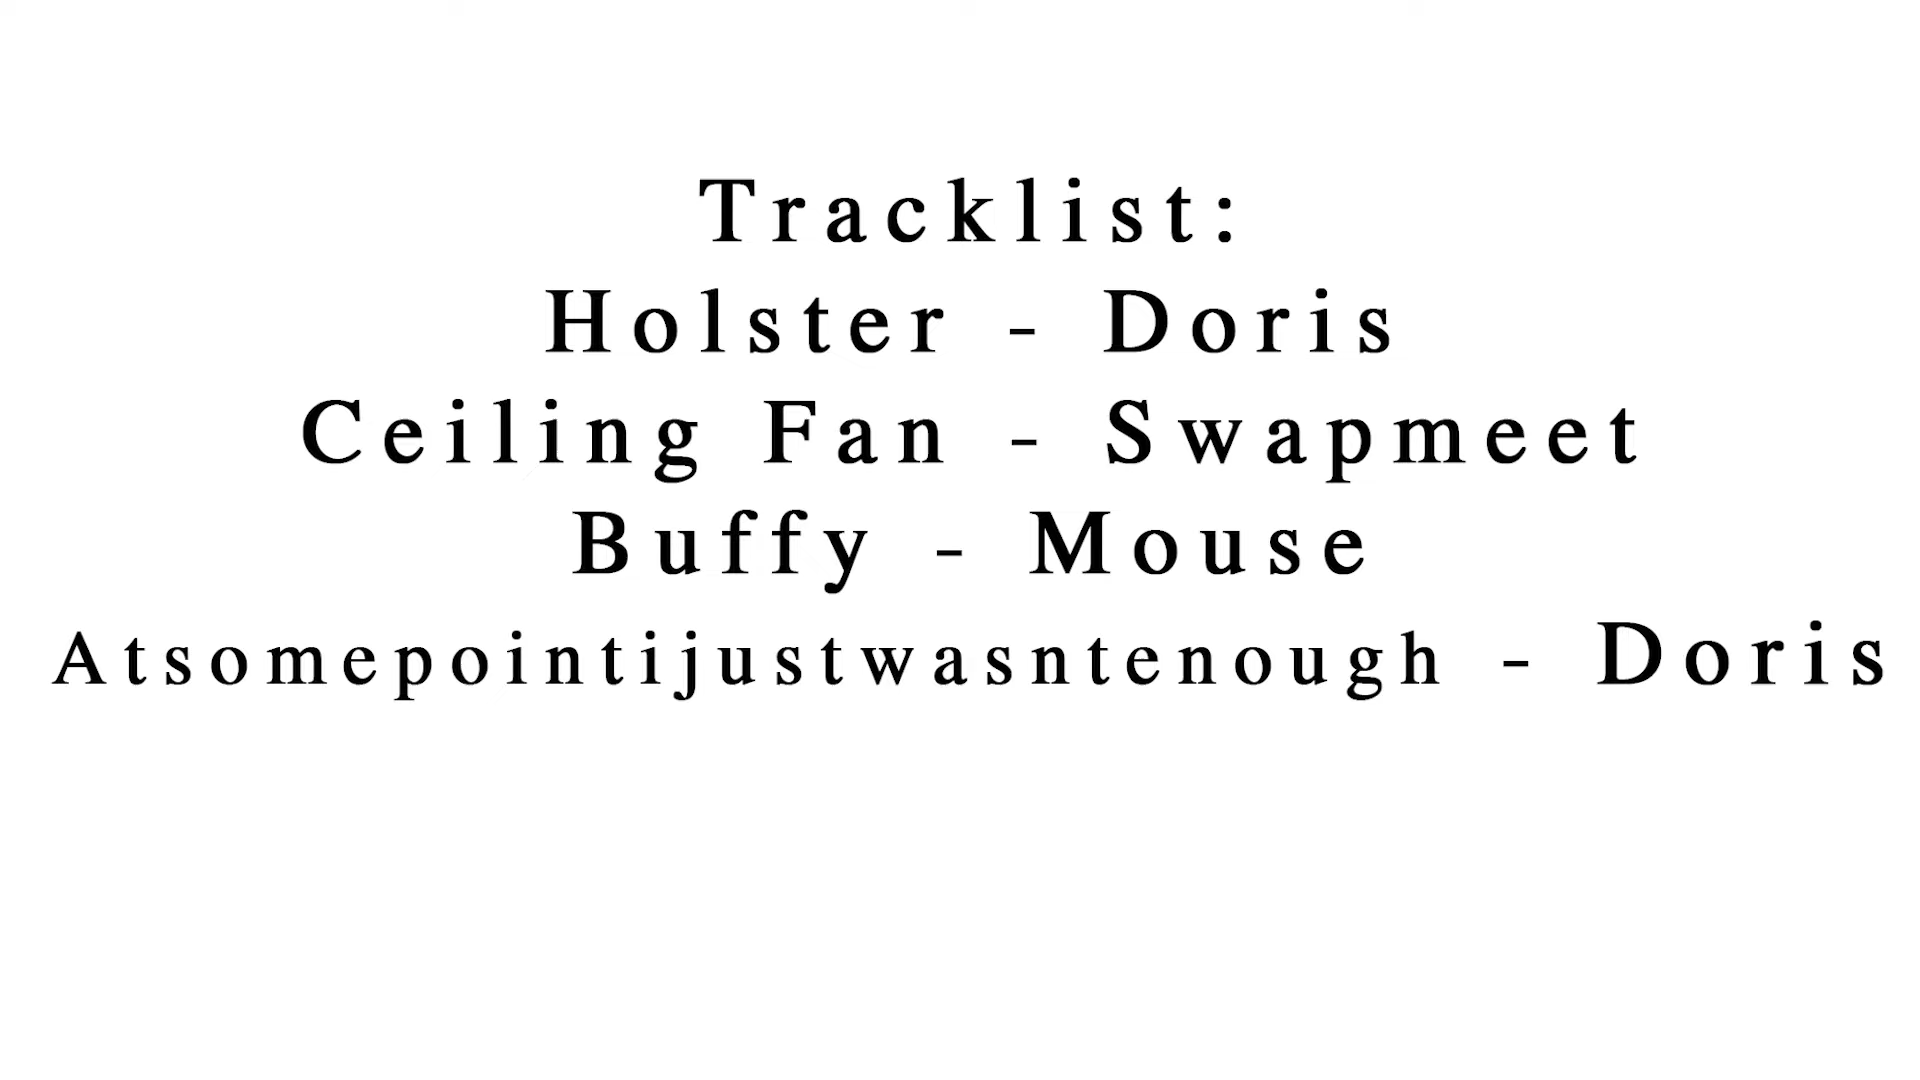 Tracklist:
Holster - Doris
Ceiling Fan - Swapmeet
Buffy - Mouse
Atsomepointijustwasntenough - Doris